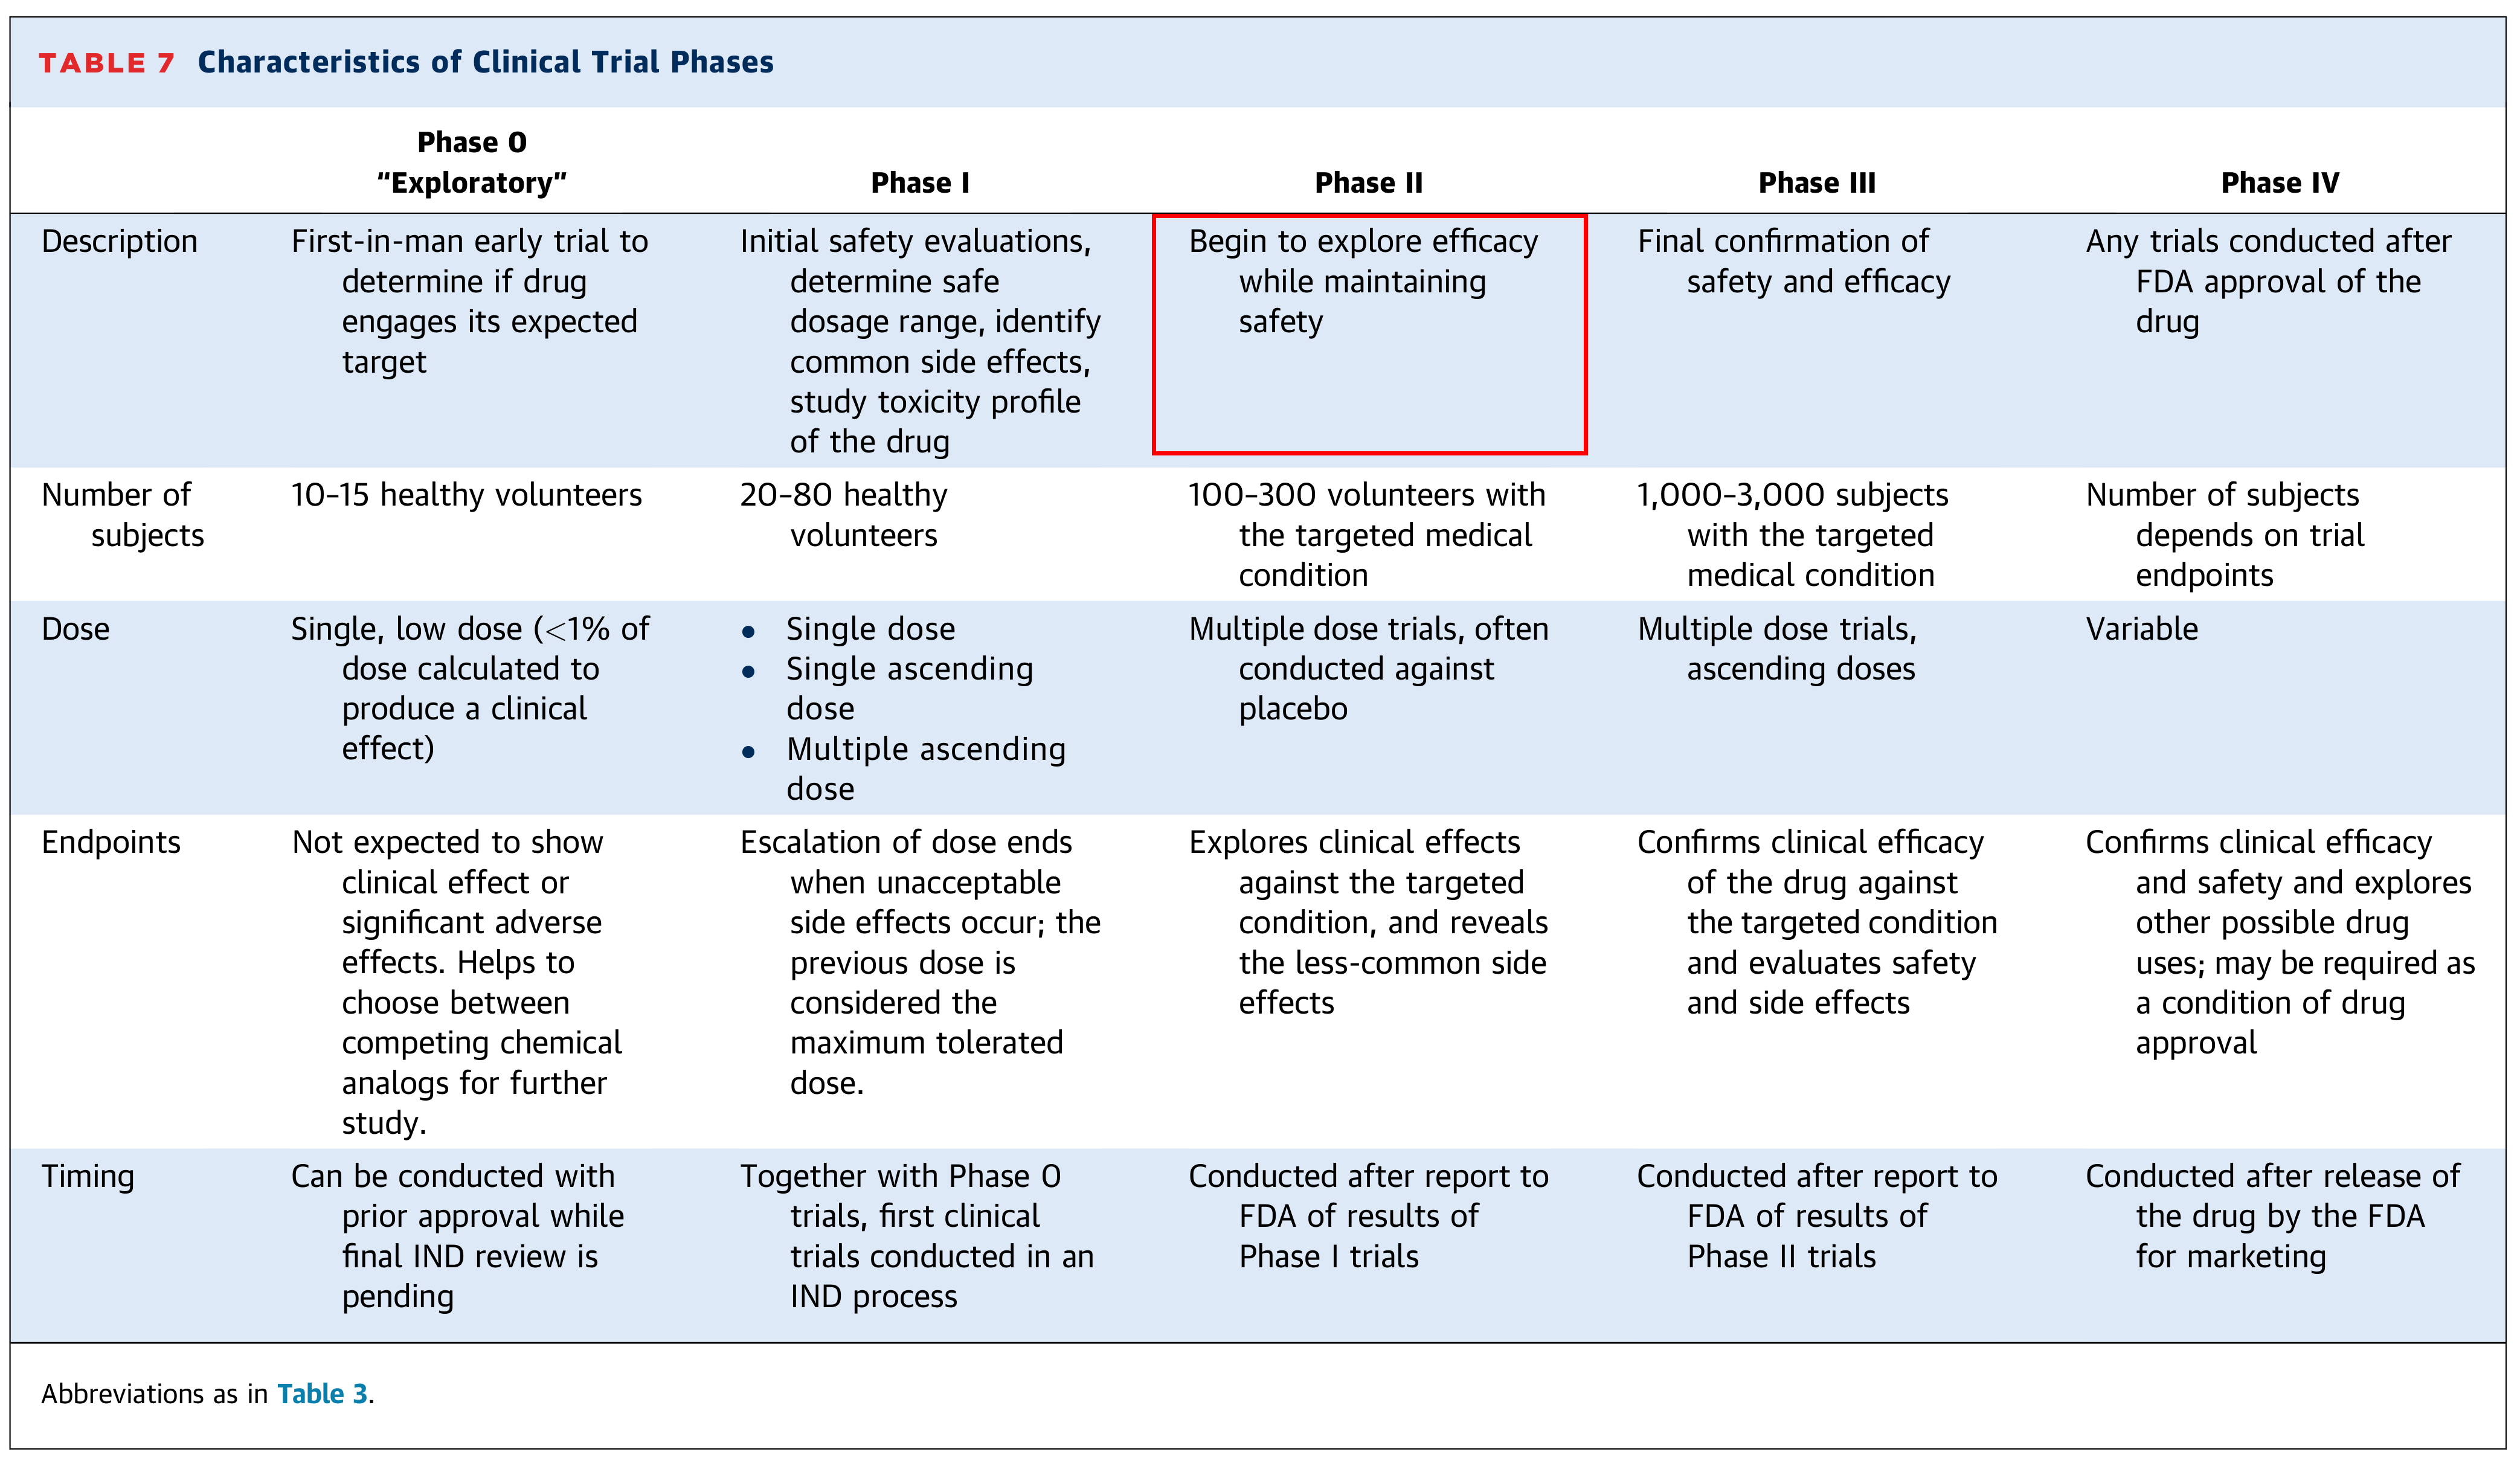 TABLE 7 Characteristics of Clinical Trial Phases
Phase 0
“Exploratory”
Phase I
Phase II
Phase III
Phase IV
Description
First-in-man early trial to
determine if drug
engages its expected
target
Initial safety evaluations,
determine safe
dosage range, identify
common side effects,
study toxicity profile
of the drug
Begin to explore efficacy
while maintaining
safety
Final confirmation of
safety and efficacy
Any trials conducted after
FDA approval of the
drug
Number of
subjects
10–15 healthy volunteers
20–80 healthy
volunteers
100–300 volunteers with
the targeted medical
condition
1,000–3,000 subjects
with the targeted
medical condition
Number of subjects
depends on trial
endpoints
Dose
Single, low dose (<1% of
dose calculated to
produce a clinical
effect)
• Single dose
• Single ascending
dose
• Multiple ascending
dose
Multiple dose trials, often
conducted against
placebo
Multiple dose trials,
ascending doses
Variable
Endpoints
Not expected to show
clinical effect or
significant adverse
effects. Helps to
choose between
competing chemical
analogs for further
study.
Escalation of dose ends
when unacceptable
side effects occur; the
previous dose is
considered the
maximum tolerated
dose.
Explores clinical effects
against the targeted
condition, and reveals
the less-common side
effects
Confirms clinical efficacy
of the drug against
the targeted condition
and evaluates safety
and side effects
Confirms clinical efficacy
and safety and explores
other possible drug
uses; may be required as
a condition of drug
approval
Timing
Can be conducted with
prior approval while
final IND review is
pending
Together with Phase 0
trials, first clinical
trials conducted in an
IND process
Conducted after report to
FDA of results of
Phase I trials
Conducted after report to
FDA of results of
Phase II trials
Conducted after release of
the drug by the FDA
for marketing
Abbreviations as in Table 3.